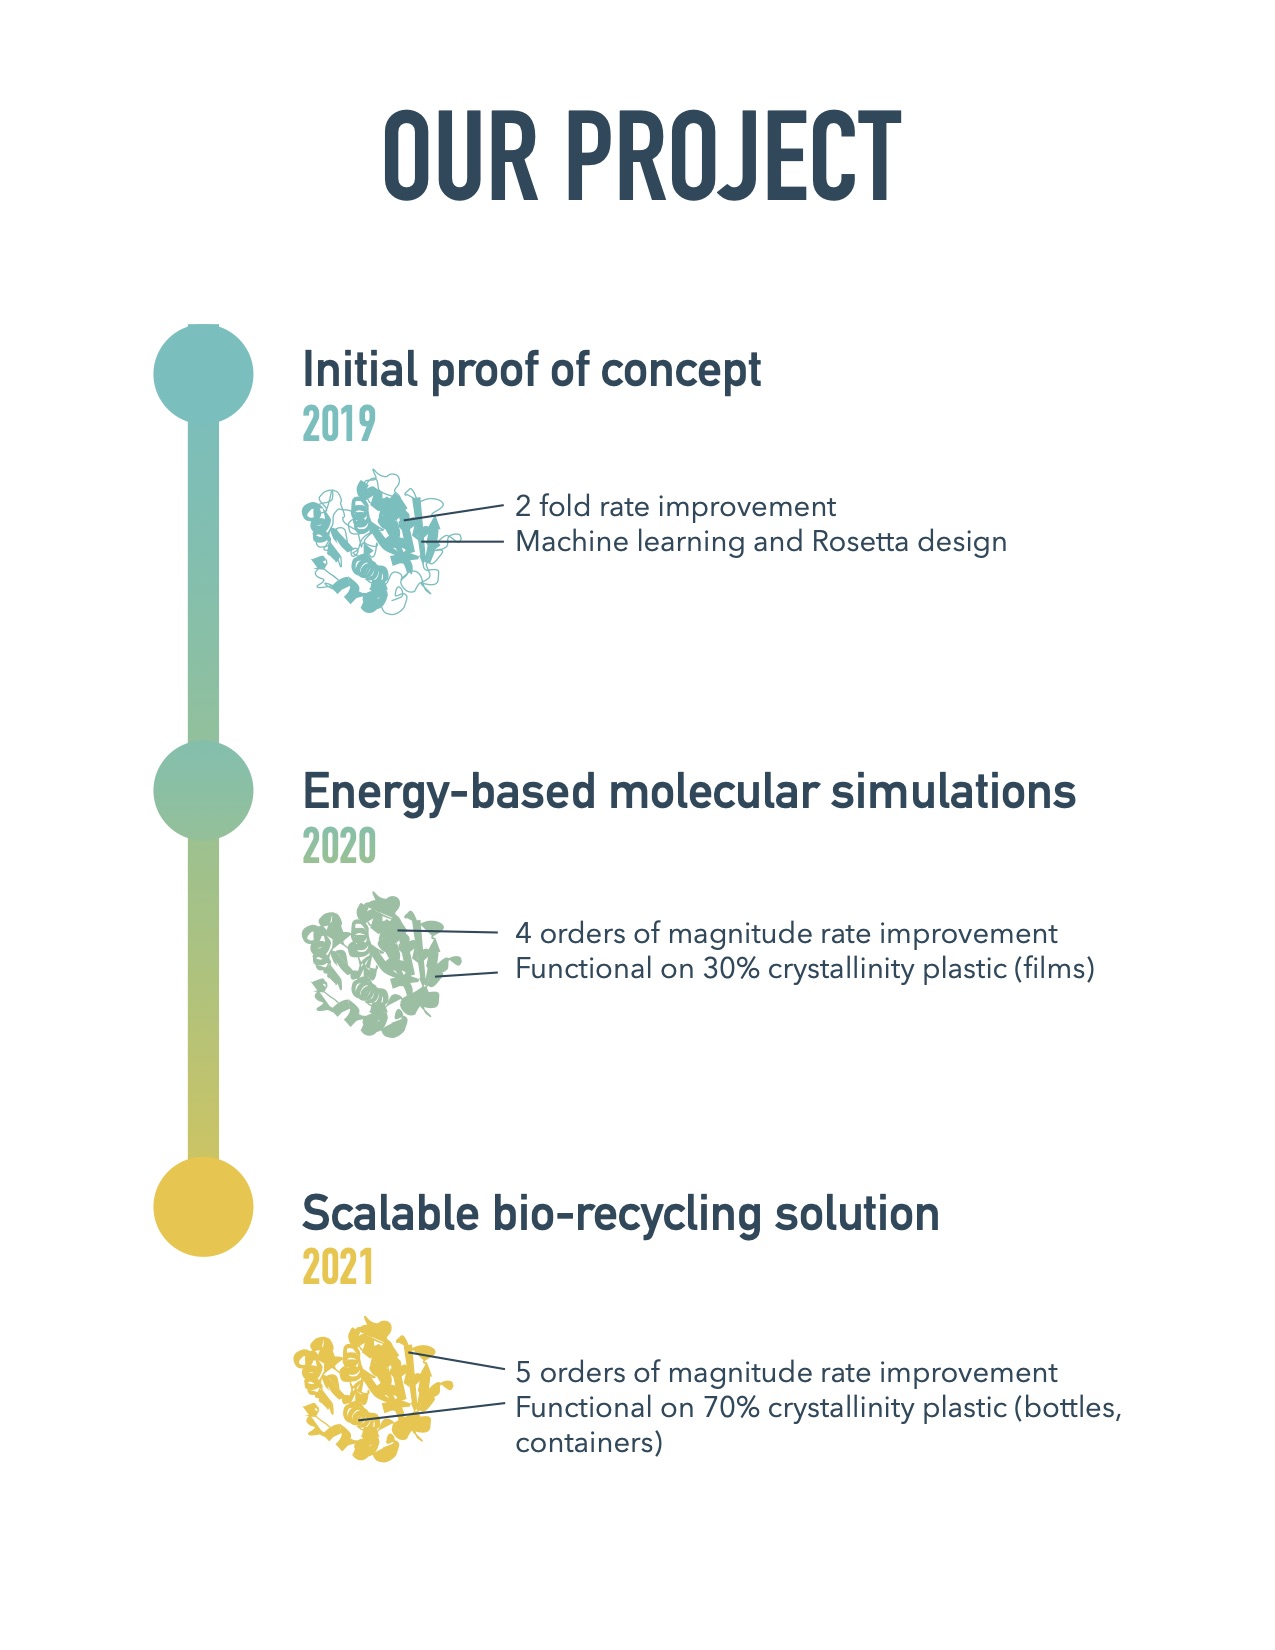 OUR PROJECT
Initial proof of concept
2019
2 fold rate improvement
Machine learning and Rosetta design
Energy-based molecular simulations
2020
4 orders of magnitude rate improvement
Functional on 30% crystallinity plastic (films)
Scalable bio-recycling solution
2021
5 orders of magnitude rate improvement
Functional on 70% crystallinity plastic (bottles,
containers)